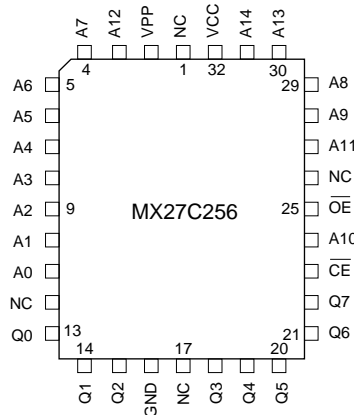 A7 A12 VPP NC VCC A14 A13
4 1 32 30
A6 5 29 A8
A5 A9
A4 A11
A3 NC
A2 9 MX27C256 25 OE
A1 A10
A0 CE
NC Q7
Q0 13 21 Q6
14 17 20
Q1 Q2 GND NC Q3 Q4 Q5